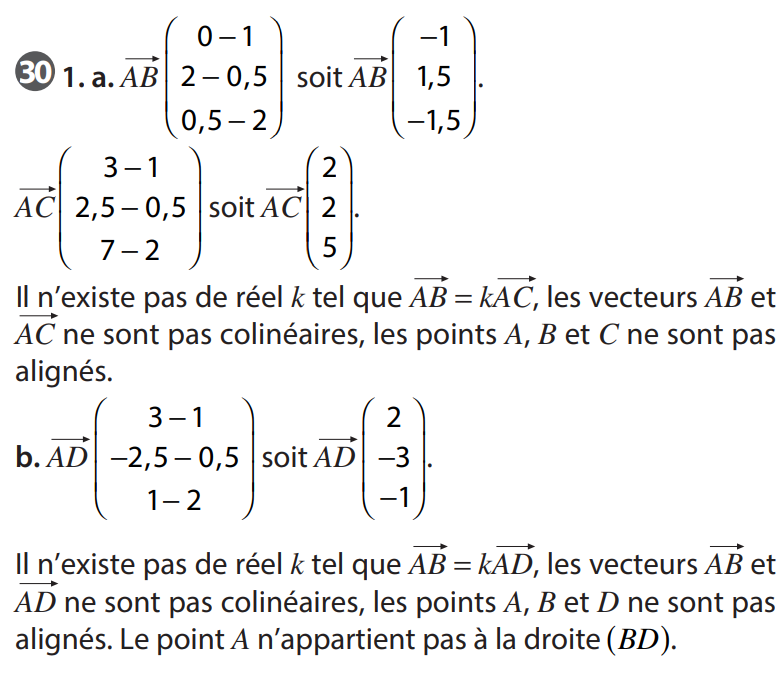 30 1. a. $\overrightarrow{AB}\begin{pmatrix} 0-1 \\ 2-0,5 \\ 0,5-2 \end{pmatrix}$ soit $\overrightarrow{AB}\begin{pmatrix} -1 \\ 1,5 \\ -1,5 \end{pmatrix}$.
$\overrightarrow{AC}\begin{pmatrix} 3-1 \\ 2,5-0,5 \\ 7-2 \end{pmatrix}$ soit $\overrightarrow{AC}\begin{pmatrix} 2 \\ 2 \\ 5 \end{pmatrix}$.
Il n'existe pas de réel $k$ tel que $\overrightarrow{AB} = k\overrightarrow{AC}$, les vecteurs $\overrightarrow{AB}$ et
$\overrightarrow{AC}$ ne sont pas colinéaires, les points $A$, $B$ et $C$ ne sont pas
alignés.
b. $\overrightarrow{AD}\begin{pmatrix} 3-1 \\ -2,5-0,5 \\ 1-2 \end{pmatrix}$ soit $\overrightarrow{AD}\begin{pmatrix} 2 \\ -3 \\ -1 \end{pmatrix}$.
Il n'existe pas de réel $k$ tel que $\overrightarrow{AB} = k\overrightarrow{AD}$, les vecteurs $\overrightarrow{AB}$ et
$\overrightarrow{AD}$ ne sont pas colinéaires, les points $A$, $B$ et $D$ ne sont pas
alignés. Le point $A$ n'appartient pas à la droite $(BD)$.